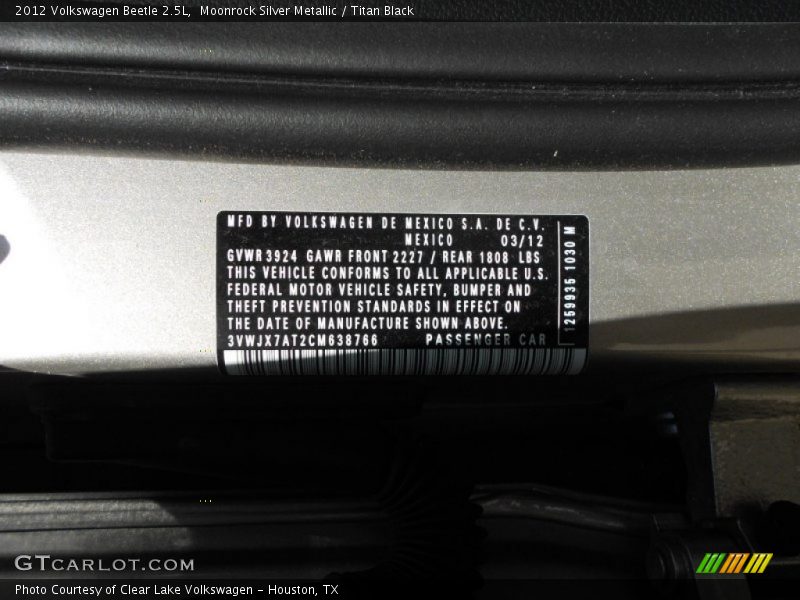 2012 Volkswagen Beetle 2.5L,  Moonrock Silver Metallic / Titan Black
MFD BY VOLKSWAGEN DE MEXICO S.A. DE C.V.
MEXICO 03/12
GVWR 3924 GAWR FRONT 2227 / REAR 1808 LBS
THIS VEHICLE CONFORMS TO ALL APPLICABLE U.S.
FEDERAL MOTOR VEHICLE SAFETY, BUMPER AND
THEFT PREVENTION STANDARDS IN EFFECT ON
THE DATE OF MANUFACTURE SHOWN ABOVE.
3VWJX7AT2CM638766 PASSENGER CAR
1259935 1030 M
GTCARLOT.COM
Photo Courtesy of Clear Lake Volkswagen - Houston, TX